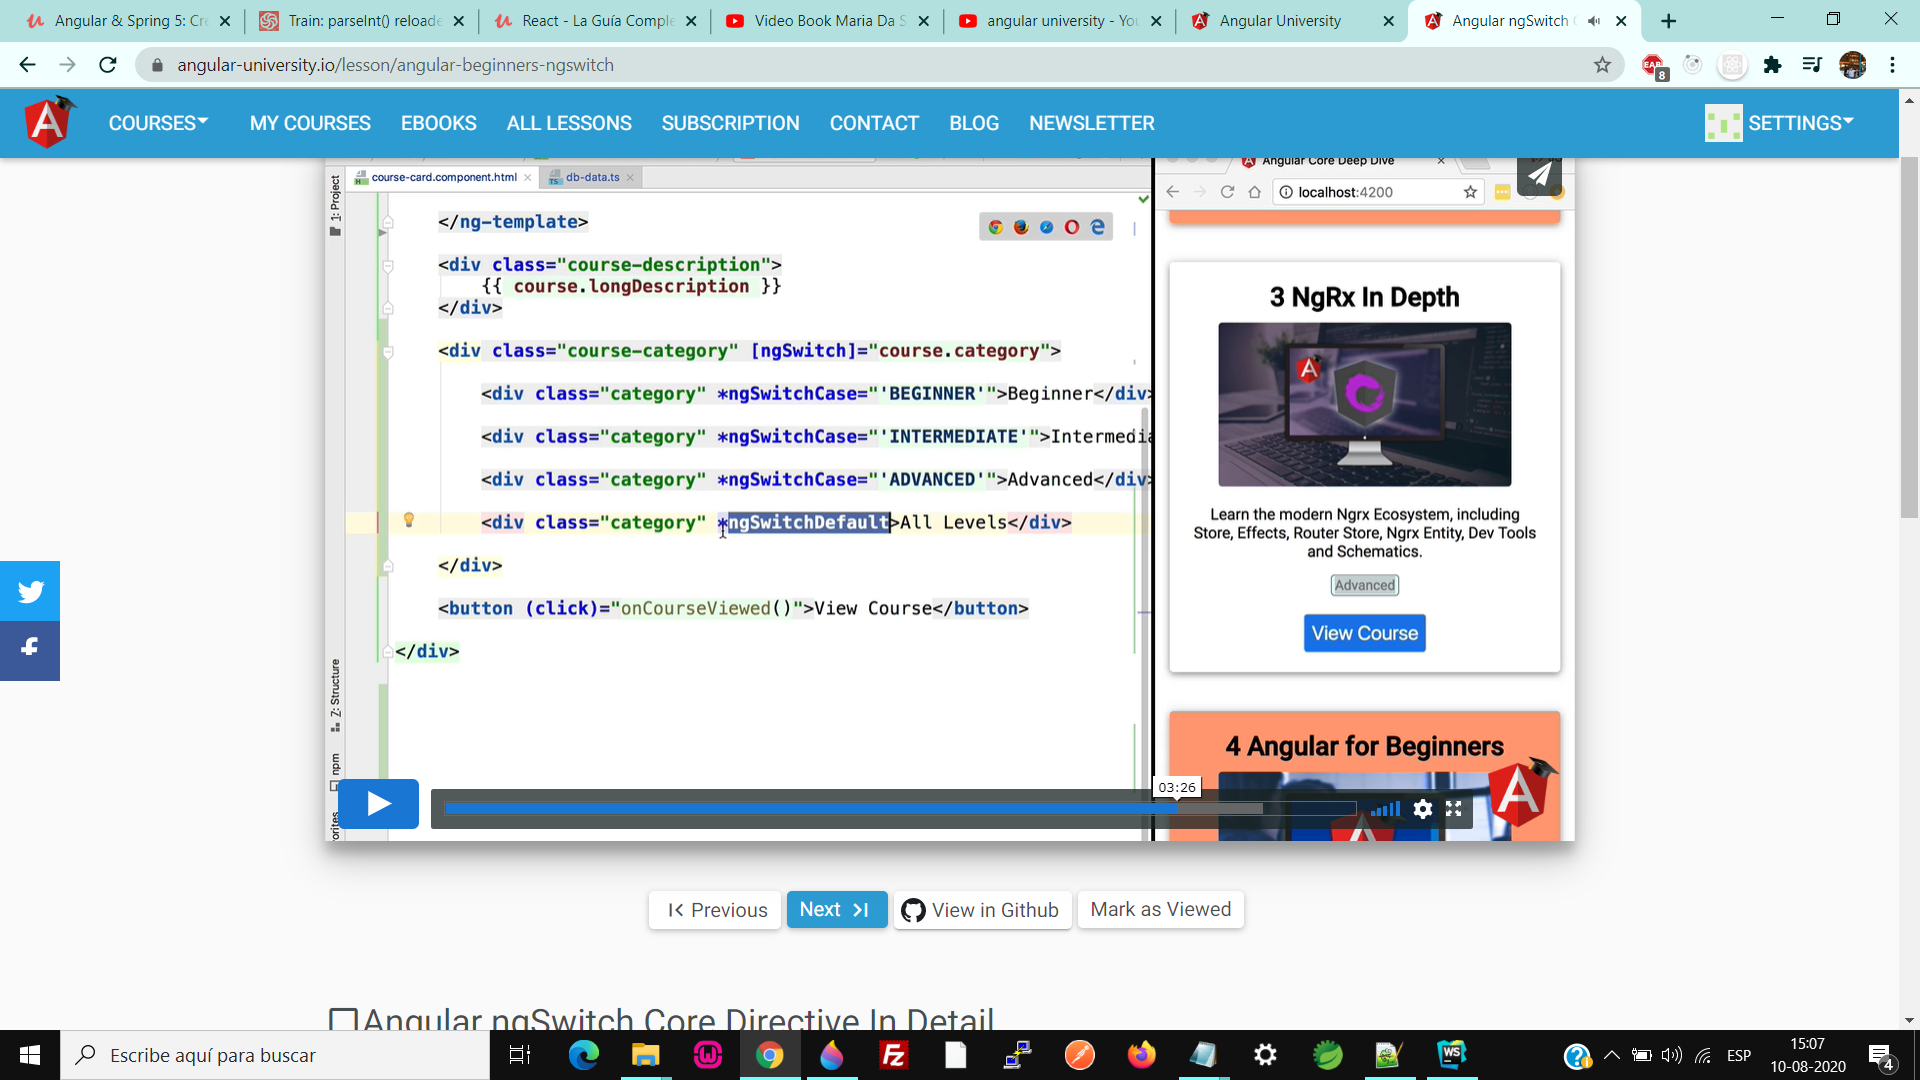 Angular & Spring 5: Cr
Train: parseInt() reloade
React - La Guía Comple
Video Book Maria Da S
angular university - You
Angular University
Angular ngSwitch
angular-university.io/lesson/angular-beginners-ngswitch
EAB
8
COURSES
MY COURSES
EBOOKS
ALL LESSONS
SUBSCRIPTION
CONTACT
BLOG
NEWSLETTER
SETTINGS
1: Project
Z: Structure
npm
course-card.component.html
db-data.ts
</ng-template>
<div class="course-description">
{{ course.longDescription }}
</div>
<div class="course-category" [ngSwitch]="course.category">
<div class="category" *ngSwitchCase="'BEGINNER'">Beginner</div>
<div class="category" *ngSwitchCase="'INTERMEDIATE'">Intermedia
<div class="category" *ngSwitchCase="'ADVANCED'">Advanced</div>
<div class="category" *ngSwitchDefault>All Levels</div>
</div>
<button (click)="onCourseViewed()">View Course</button>
</div>
Angular Core Deep Dive
localhost:4200
3 NgRx In Depth
Learn the modern Ngrx Ecosystem, including
Store, Effects, Router Store, Ngrx Entity, Dev Tools
and Schematics.
Advanced
View Course
4 Angular for Beginners
03:26
Previous
Next
View in Github
Mark as Viewed
Angular ngSwitch Core Directive In Detail
Escribe aquí para buscar
ESP
15:07
10-08-2020
4